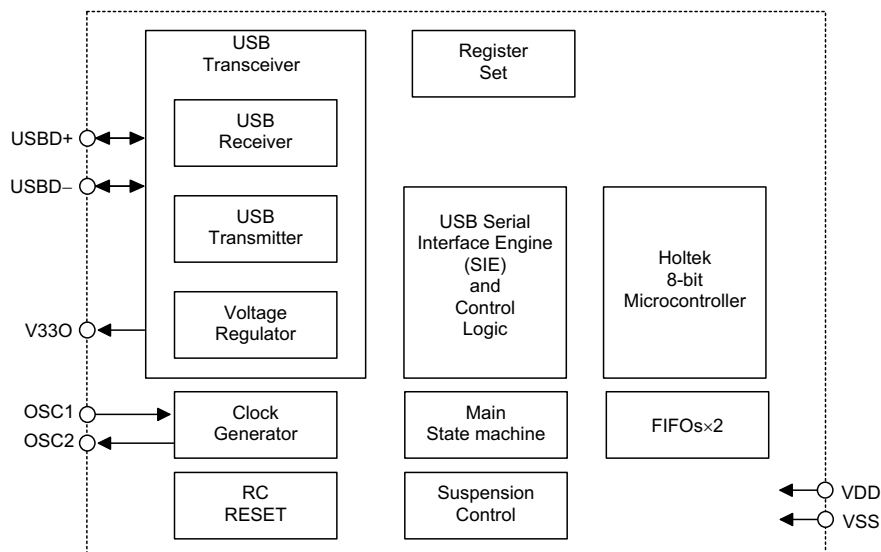 USB
Transceiver
Register
Set
USB
Receiver
USBD+
USBD−
USB
Transmitter
USB Serial
Interface Engine
(SIE)
and
Control
Logic
Holtek
8-bit
Microcontroller
Voltage
Regulator
V33O
OSC1
OSC2
Clock
Generator
Main
State machine
FIFOs×2
RC
RESET
Suspension
Control
VDD
VSS